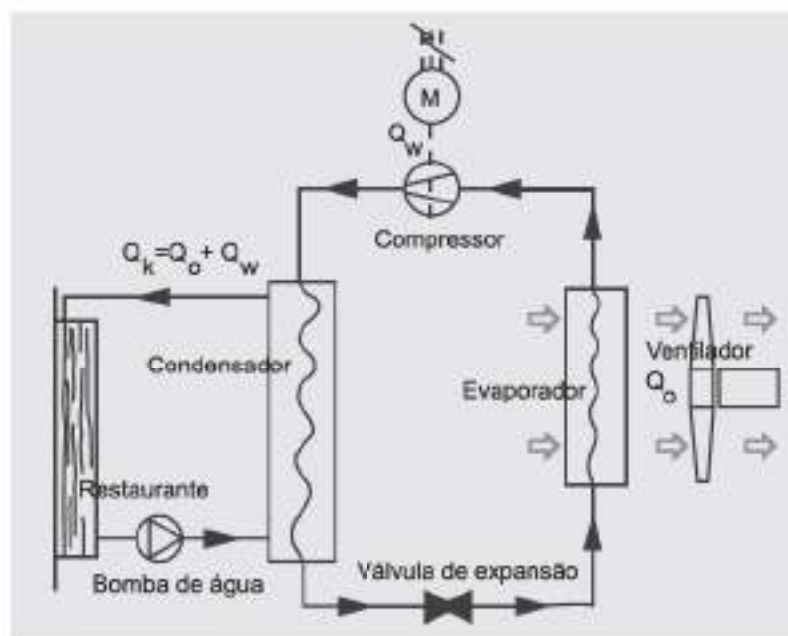 M
Q_w
Compressor
Q_k=Q_o+ Q_w
Condensador
Ventilador
Evaporador
Q_o
Restaurante
Bomba de água
Válvula de expansão